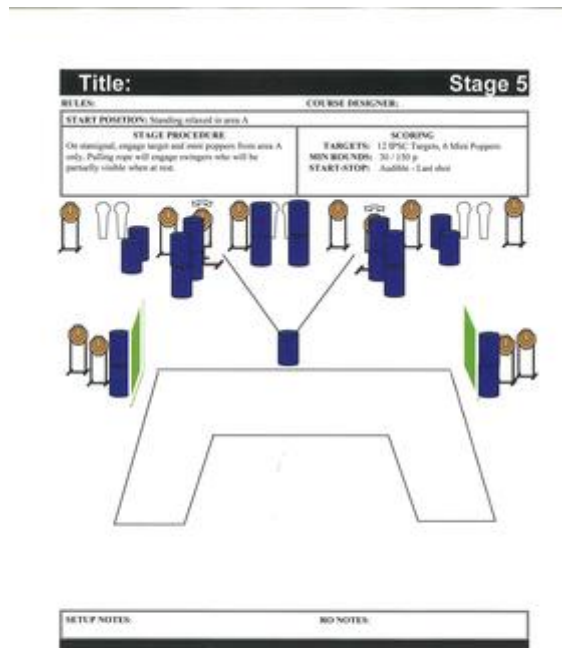 Title: Stage 5
RULES: COURSE DESIGNER:
START POSITION: Standing relaxed in area A
STAGE PROCEDURE
On startsignal, engage target and mini poppers from area A
only. Pulling rope will engage swingers who will be
partially visible when at rest.
SCORING
TARGETS: 12 IPSC Targets, 6 Mini Poppers
MIN ROUNDS: 30 / 150 p
START-STOP: Audible - Last shot
SETUP NOTES: RO NOTES: